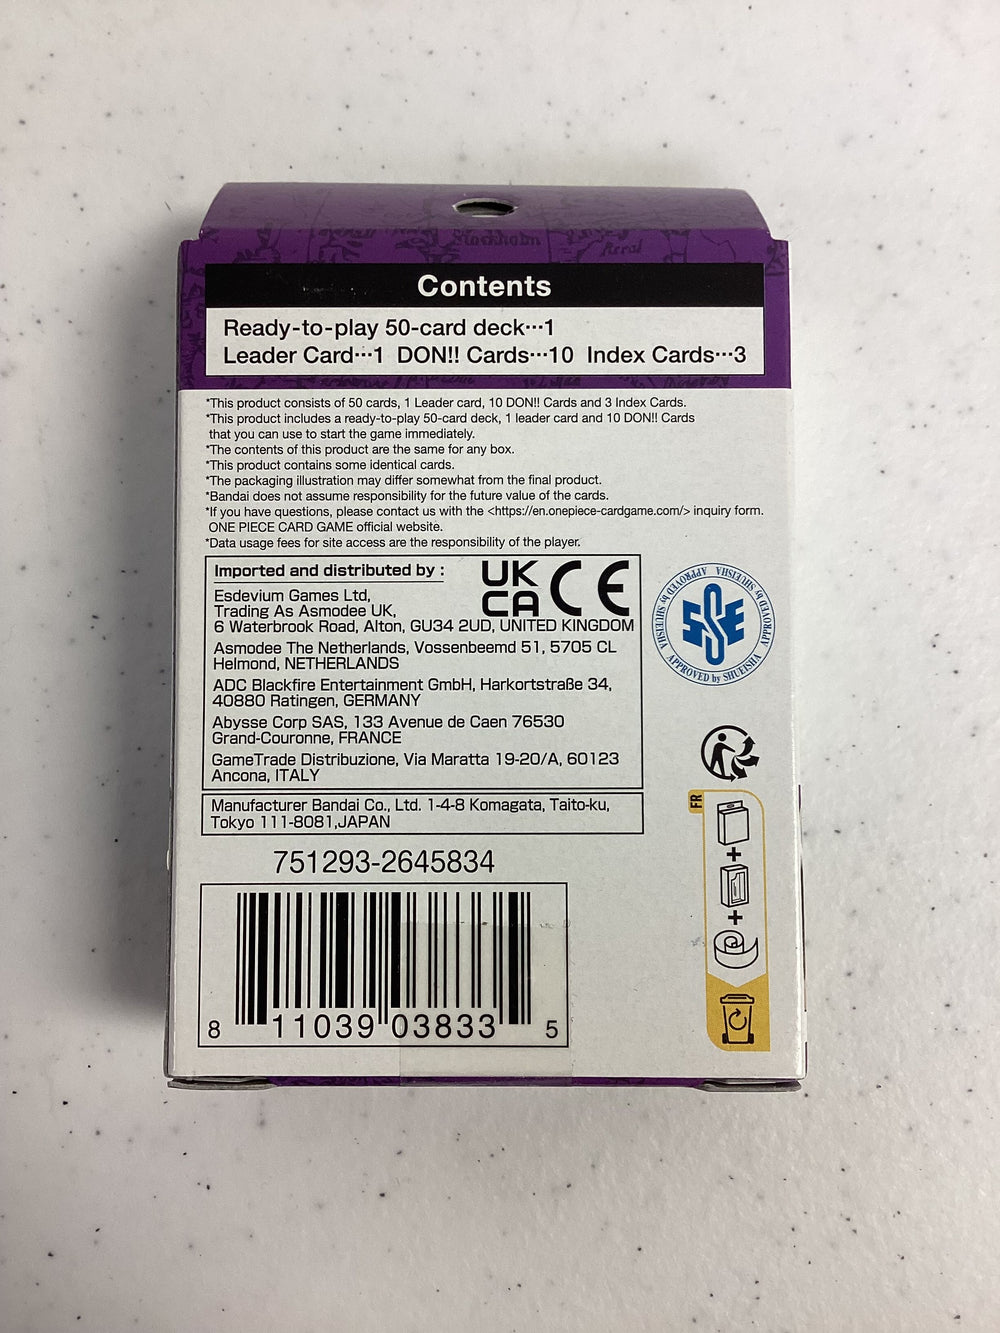 Stockholm
Aeral
Contents
Ready-to-play 50-card deck···1
Leader Card···1 DON!! Cards···10 Index Cards···3
*This product consists of 50 cards, 1 Leader card, 10 DON!! Cards and 3 Index Cards.
*This product includes a ready-to-play 50-card deck, 1 leader card and 10 DON!! Cards
that you can use to start the game immediately.
*The contents of this product are the same for any box.
*This product contains some identical cards.
*The packaging illustration may differ somewhat from the final product.
*Bandai does not assume responsibility for the future value of the cards.
*If you have questions, please contact us with the <https://en.onepiece-cardgame.com/> inquiry form.
ONE PIECE CARD GAME official website.
*Data usage fees for site access are the responsibility of the player.
Imported and distributed by :
UK
CA CE
Esdevium Games Ltd,
Trading As Asmodee UK,
6 Waterbrook Road, Alton, GU34 2UD, UNITED KINGDOM
Asmodee The Netherlands, Vossenbeemd 51, 5705 CL
Helmond, NETHERLANDS
ADC Blackfire Entertainment GmbH, Harkortstraße 34,
40880 Ratingen, GERMANY
Abysse Corp SAS, 133 Avenue de Caen 76530
Grand-Couronne, FRANCE
GameTrade Distribuzione, Via Maratta 19-20/A, 60123
Ancona, ITALY
APPROVED by SHUEISHA APPROVED by SHUEISHA APPROVED by SHUEISHA
SSE
Manufacturer Bandai Co., Ltd. 1-4-8 Komagata, Taito-ku,
Tokyo 111-8081,JAPAN
FR
+
+
751293-2645834
8 11039 03833 5